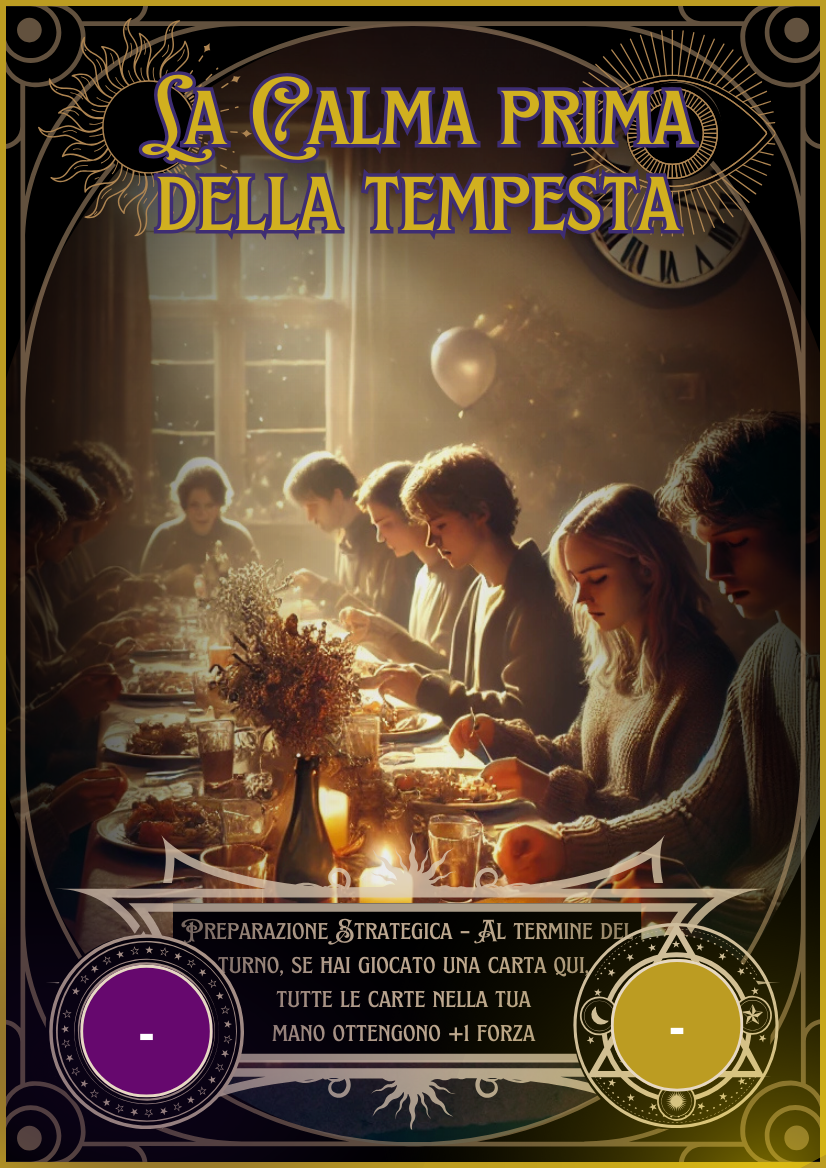 La Calma prima
della tempesta
Preparazione Strategica - Al termine del
turno, se hai giocato una carta qui,
tutte le carte nella tua
mano ottengono +1 forza
- -